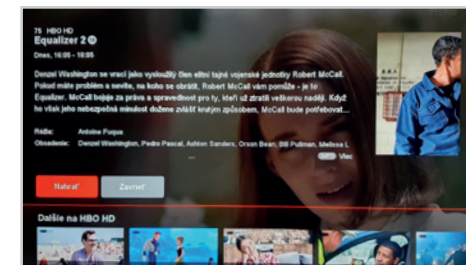 75 HBO HD
Equalizer 2
Dnes, 16:05 - 18:05
Denzel Washington se vrací jako vysloužilý člen elitní tajné vojenské jednotky Robert McCall.
Pokud máte problém a nevíte, na koho se obrátit, Robert McCall vám pomůže - je to
Equalizer. McCall bojuje za práva a spravedlnost pro ty, kteří už ztratili veškerou naději. Když
ho však jeho nebezpečná minulost dožene zvlášť krutým způsobem, McCall bude potřebovat...
Réžia: Antoine Fuqua
Obsadenie: Denzel Washington, Pedro Pascal, Ashton Sanders, Orson Bean, Bill Pullman, Melissa L
...
Viac
Nahrať Zavrieť
Ďalšie na HBO HD